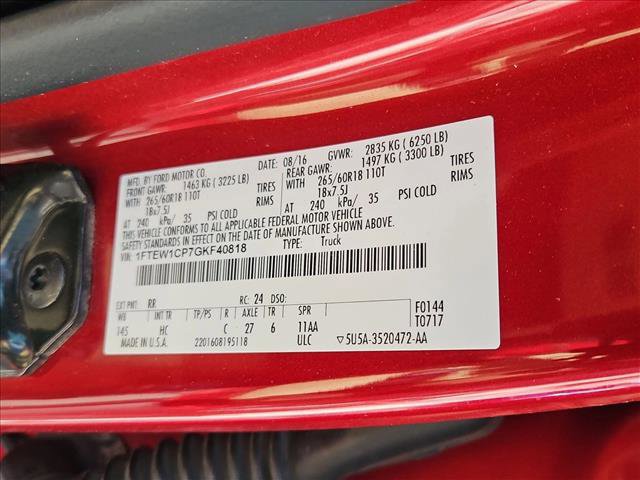 MFD. BY FORD MOTOR CO. DATE: 08/16 GVWR: 2835 KG ( 6250 LB)
FRONT GAWR: 1463 KG ( 3225 LB) REAR GAWR: 1497 KG ( 3300 LB)
WITH 265/60R18 110T TIRES WITH 265/60R18 110T TIRES
18x7.5J RIMS 18x7.5J RIMS
AT 240 kPa/ 35 PSI COLD AT 240 kPa/ 35 PSI COLD
THIS VEHICLE CONFORMS TO ALL APPLICABLE FEDERAL MOTOR VEHICLE
SAFETY STANDARDS IN EFFECT ON THE DATE OF MANUFACTURE SHOWN ABOVE.
VIN: 1FTEW1CP7GKF40818 TYPE: Truck
EXT PNT: RR RC: 24 DSO: F0144
WB INT TR TP/PS R AXLE TR SPR T0717
145 HC C 27 6 11AA
MADE IN U.S.A. 2201608195118 ULC ▽5U5A-3520472-AA